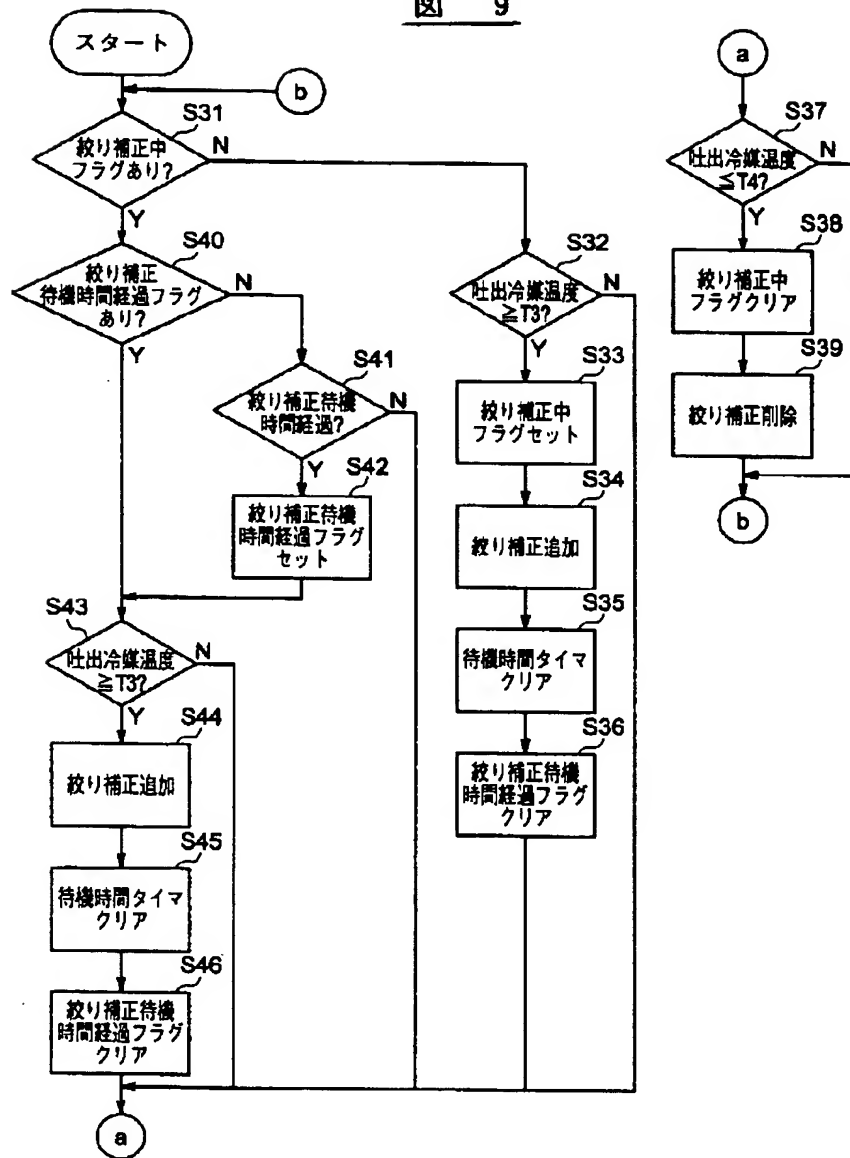 図 9
スタート
b
S31
絞り補正中
フラグあり?
N
Y
S40
絞り補正
待機時間経過フラグ
あり?
N
Y
S41
絞り補正待機
時間経過?
N
Y
S42
絞り補正待機
時間経過フラグ
セット
S43
吐出冷媒温度
≧T3?
N
Y
S44
絞り補正追加
S45
待機時間タイマ
クリア
S46
絞り補正待機
時間経過フラグ
クリア
a
S32
吐出冷媒温度
≧T3?
N
Y
S33
絞り補正中
フラグセット
S34
絞り補正追加
S35
待機時間タイマ
クリア
S36
絞り補正待機
時間経過フラグ
クリア
a
S37
吐出冷媒温度
≦T4?
N
Y
S38
絞り補正中
フラグクリア
S39
絞り補正削除
b